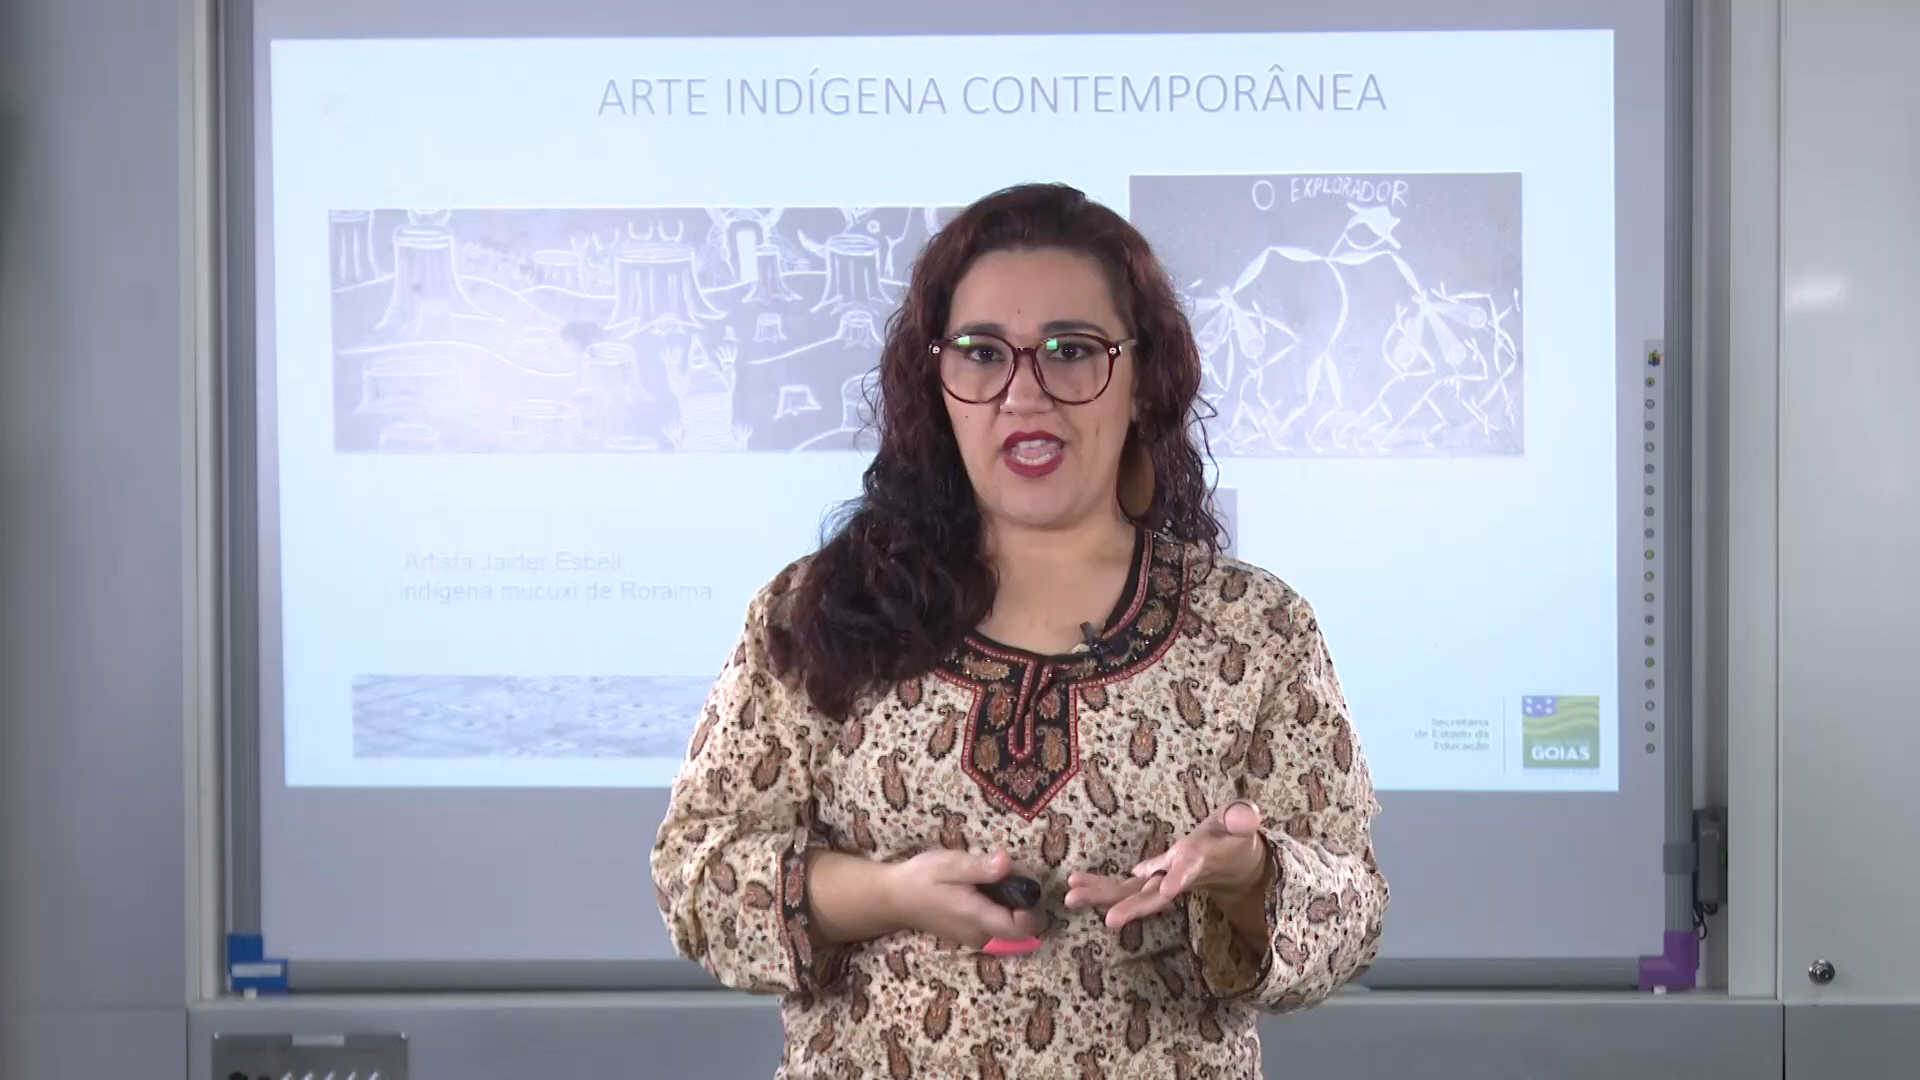 ARTE INDÍGENA CONTEMPORÂNEA
O EXPLORADOR
Artista Jaider Esbell
indígena mucuxi de Roraima
Secretaria
de Estado da
Educação
GOIÁS